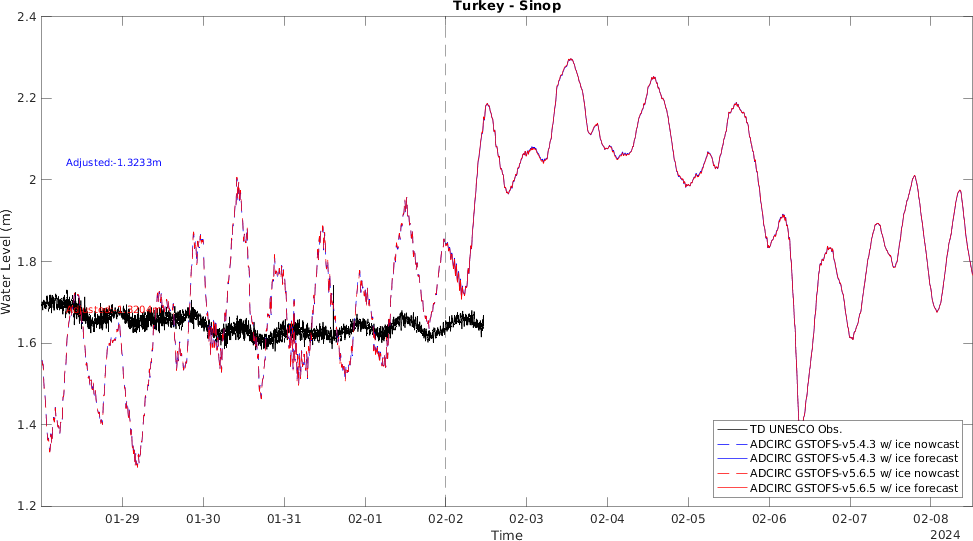 Turkey - Sinop
Water Level (m)
2.4
2.2
2
1.8
1.6
1.4
1.2
Adjusted:-1.3233m
01-29
01-30
01-31
02-01
02-02
02-03
02-04
02-05
02-06
02-07
02-08
Time
2024
TD UNESCO Obs.
ADCIRC GSTOFS-v5.4.3 w/ ice nowcast
ADCIRC GSTOFS-v5.4.3 w/ ice forecast
ADCIRC GSTOFS-v5.6.5 w/ ice nowcast
ADCIRC GSTOFS-v5.6.5 w/ ice forecast